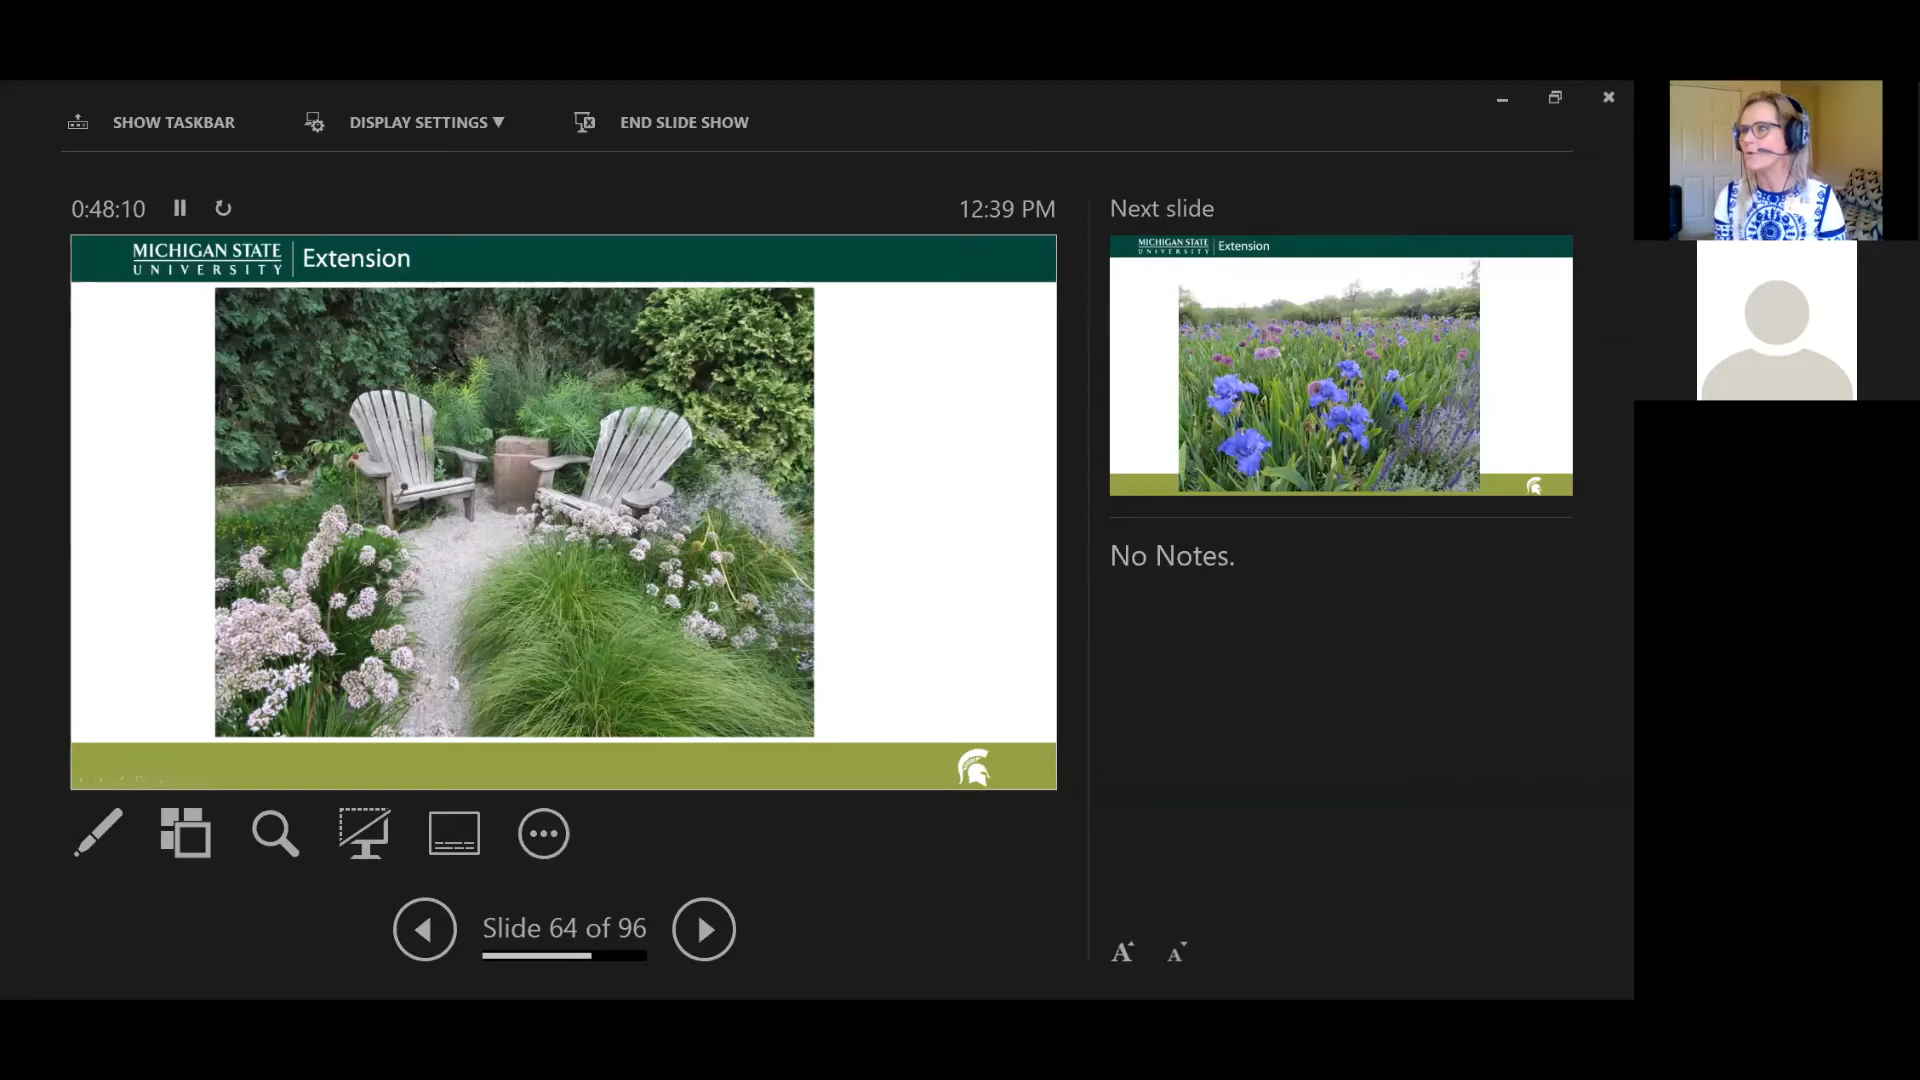 SHOW TASKBAR
DISPLAY SETTINGS ▼
END SLIDE SHOW
0:48:10
12:39 PM
Next slide
MICHIGAN STATE
UNIVERSITY
Extension
MICHIGAN STATE
UNIVERSITY
Extension
No Notes.
Slide 64 of 96
A
A